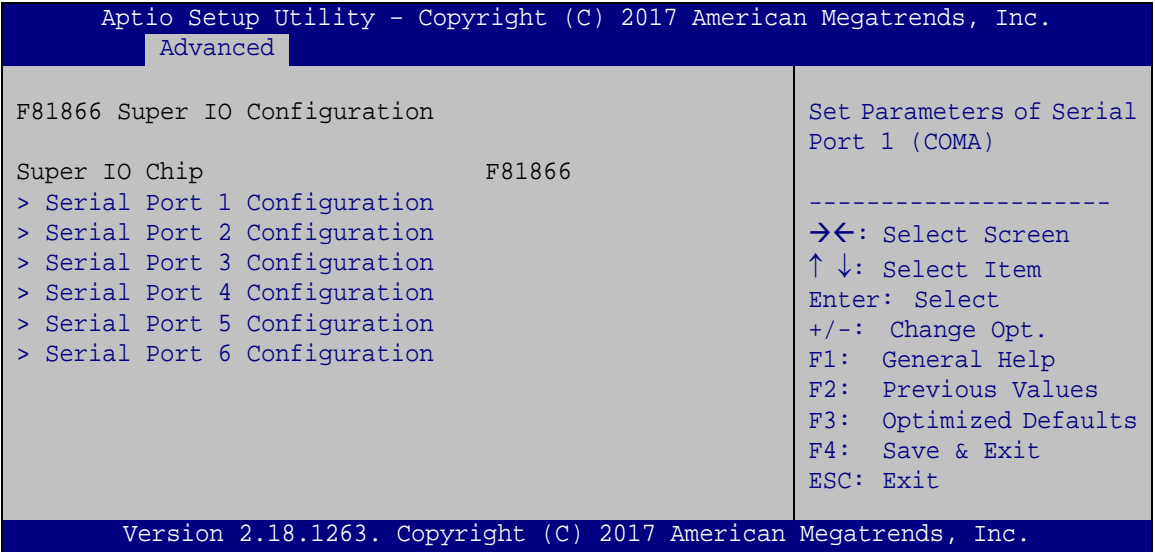 Aptio Setup Utility – Copyright (C) 2017 American Megatrends, Inc.
Advanced
F81866 Super IO Configuration
Super IO Chip F81866
> Serial Port 1 Configuration
> Serial Port 2 Configuration
> Serial Port 3 Configuration
> Serial Port 4 Configuration
> Serial Port 5 Configuration
> Serial Port 6 Configuration
Set Parameters of Serial
Port 1 (COMA)
---------------------
→←: Select Screen
↑ ↓: Select Item
Enter: Select
+/-: Change Opt.
F1: General Help
F2: Previous Values
F3: Optimized Defaults
F4: Save & Exit
ESC: Exit
Version 2.18.1263. Copyright (C) 2017 American Megatrends, Inc.